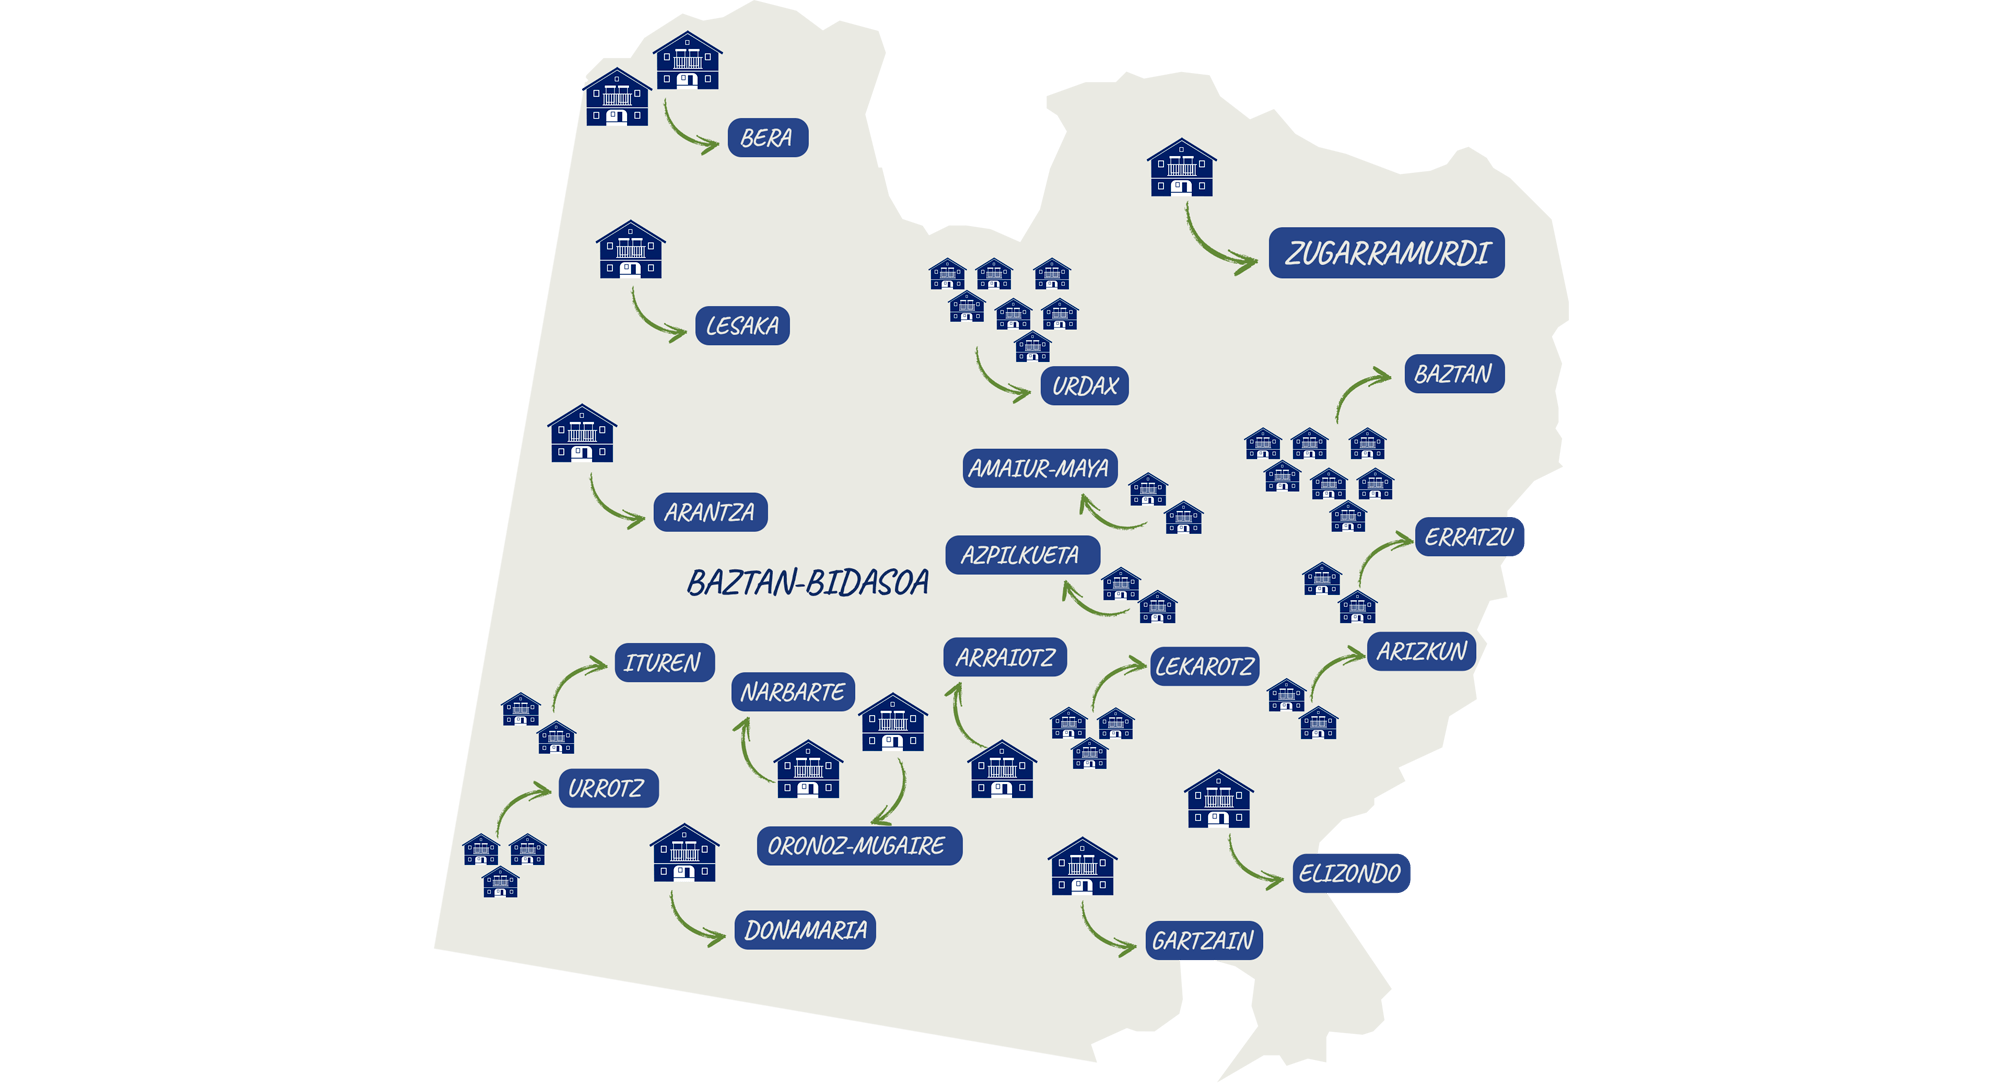 BERA
ZUGARRAMURDI
LESAKA
URDAX
BAZTAN
AMAIUR-MAYA
ARANTZA
ERRATZU
AZPILKUETA
BAZTAN-BIDASOA
ITUREN
ARRAIOTZ
LEKAROTZ
ARIZKUN
NARBARTE
URROTZ
ORONOZ-MUGAIRE
ELIZONDO
DONAMARIA
GARTZAIN